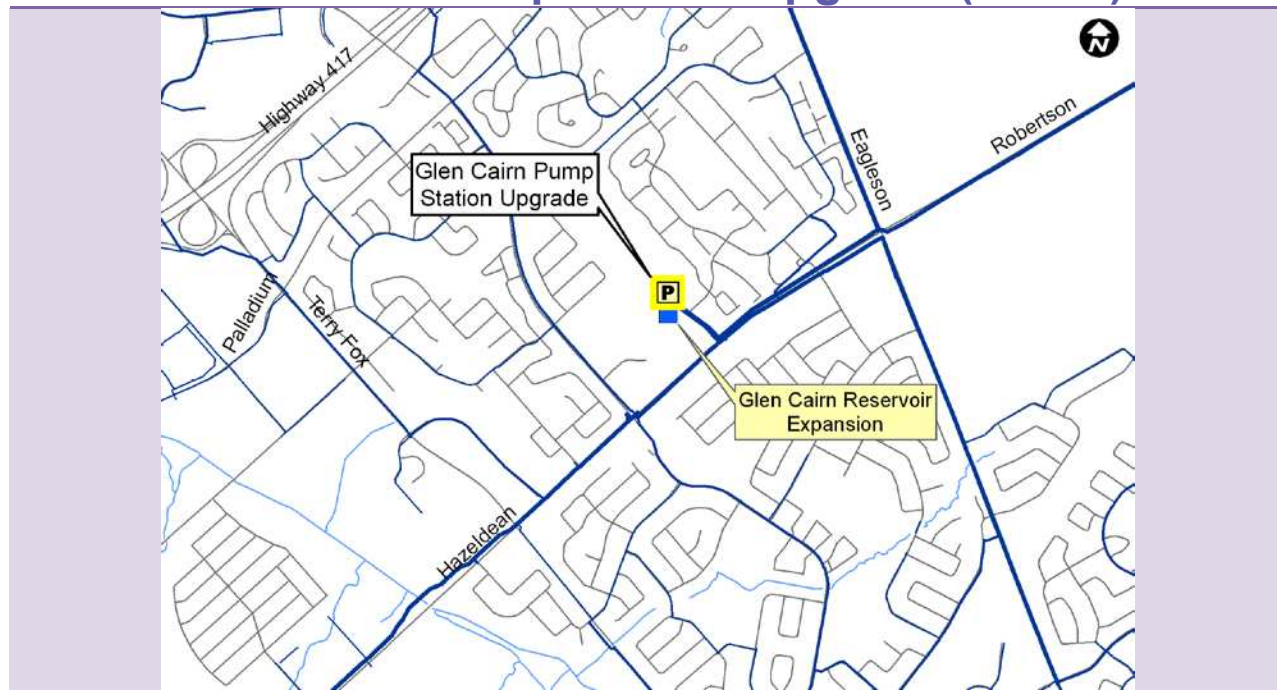 N
Highway 417
Robertson
Eagleson
Glen Cairn Pump
Station Upgrade
P
Palladium
Terry Fox
Glen Cairn Reservoir
Expansion
Hazeldean